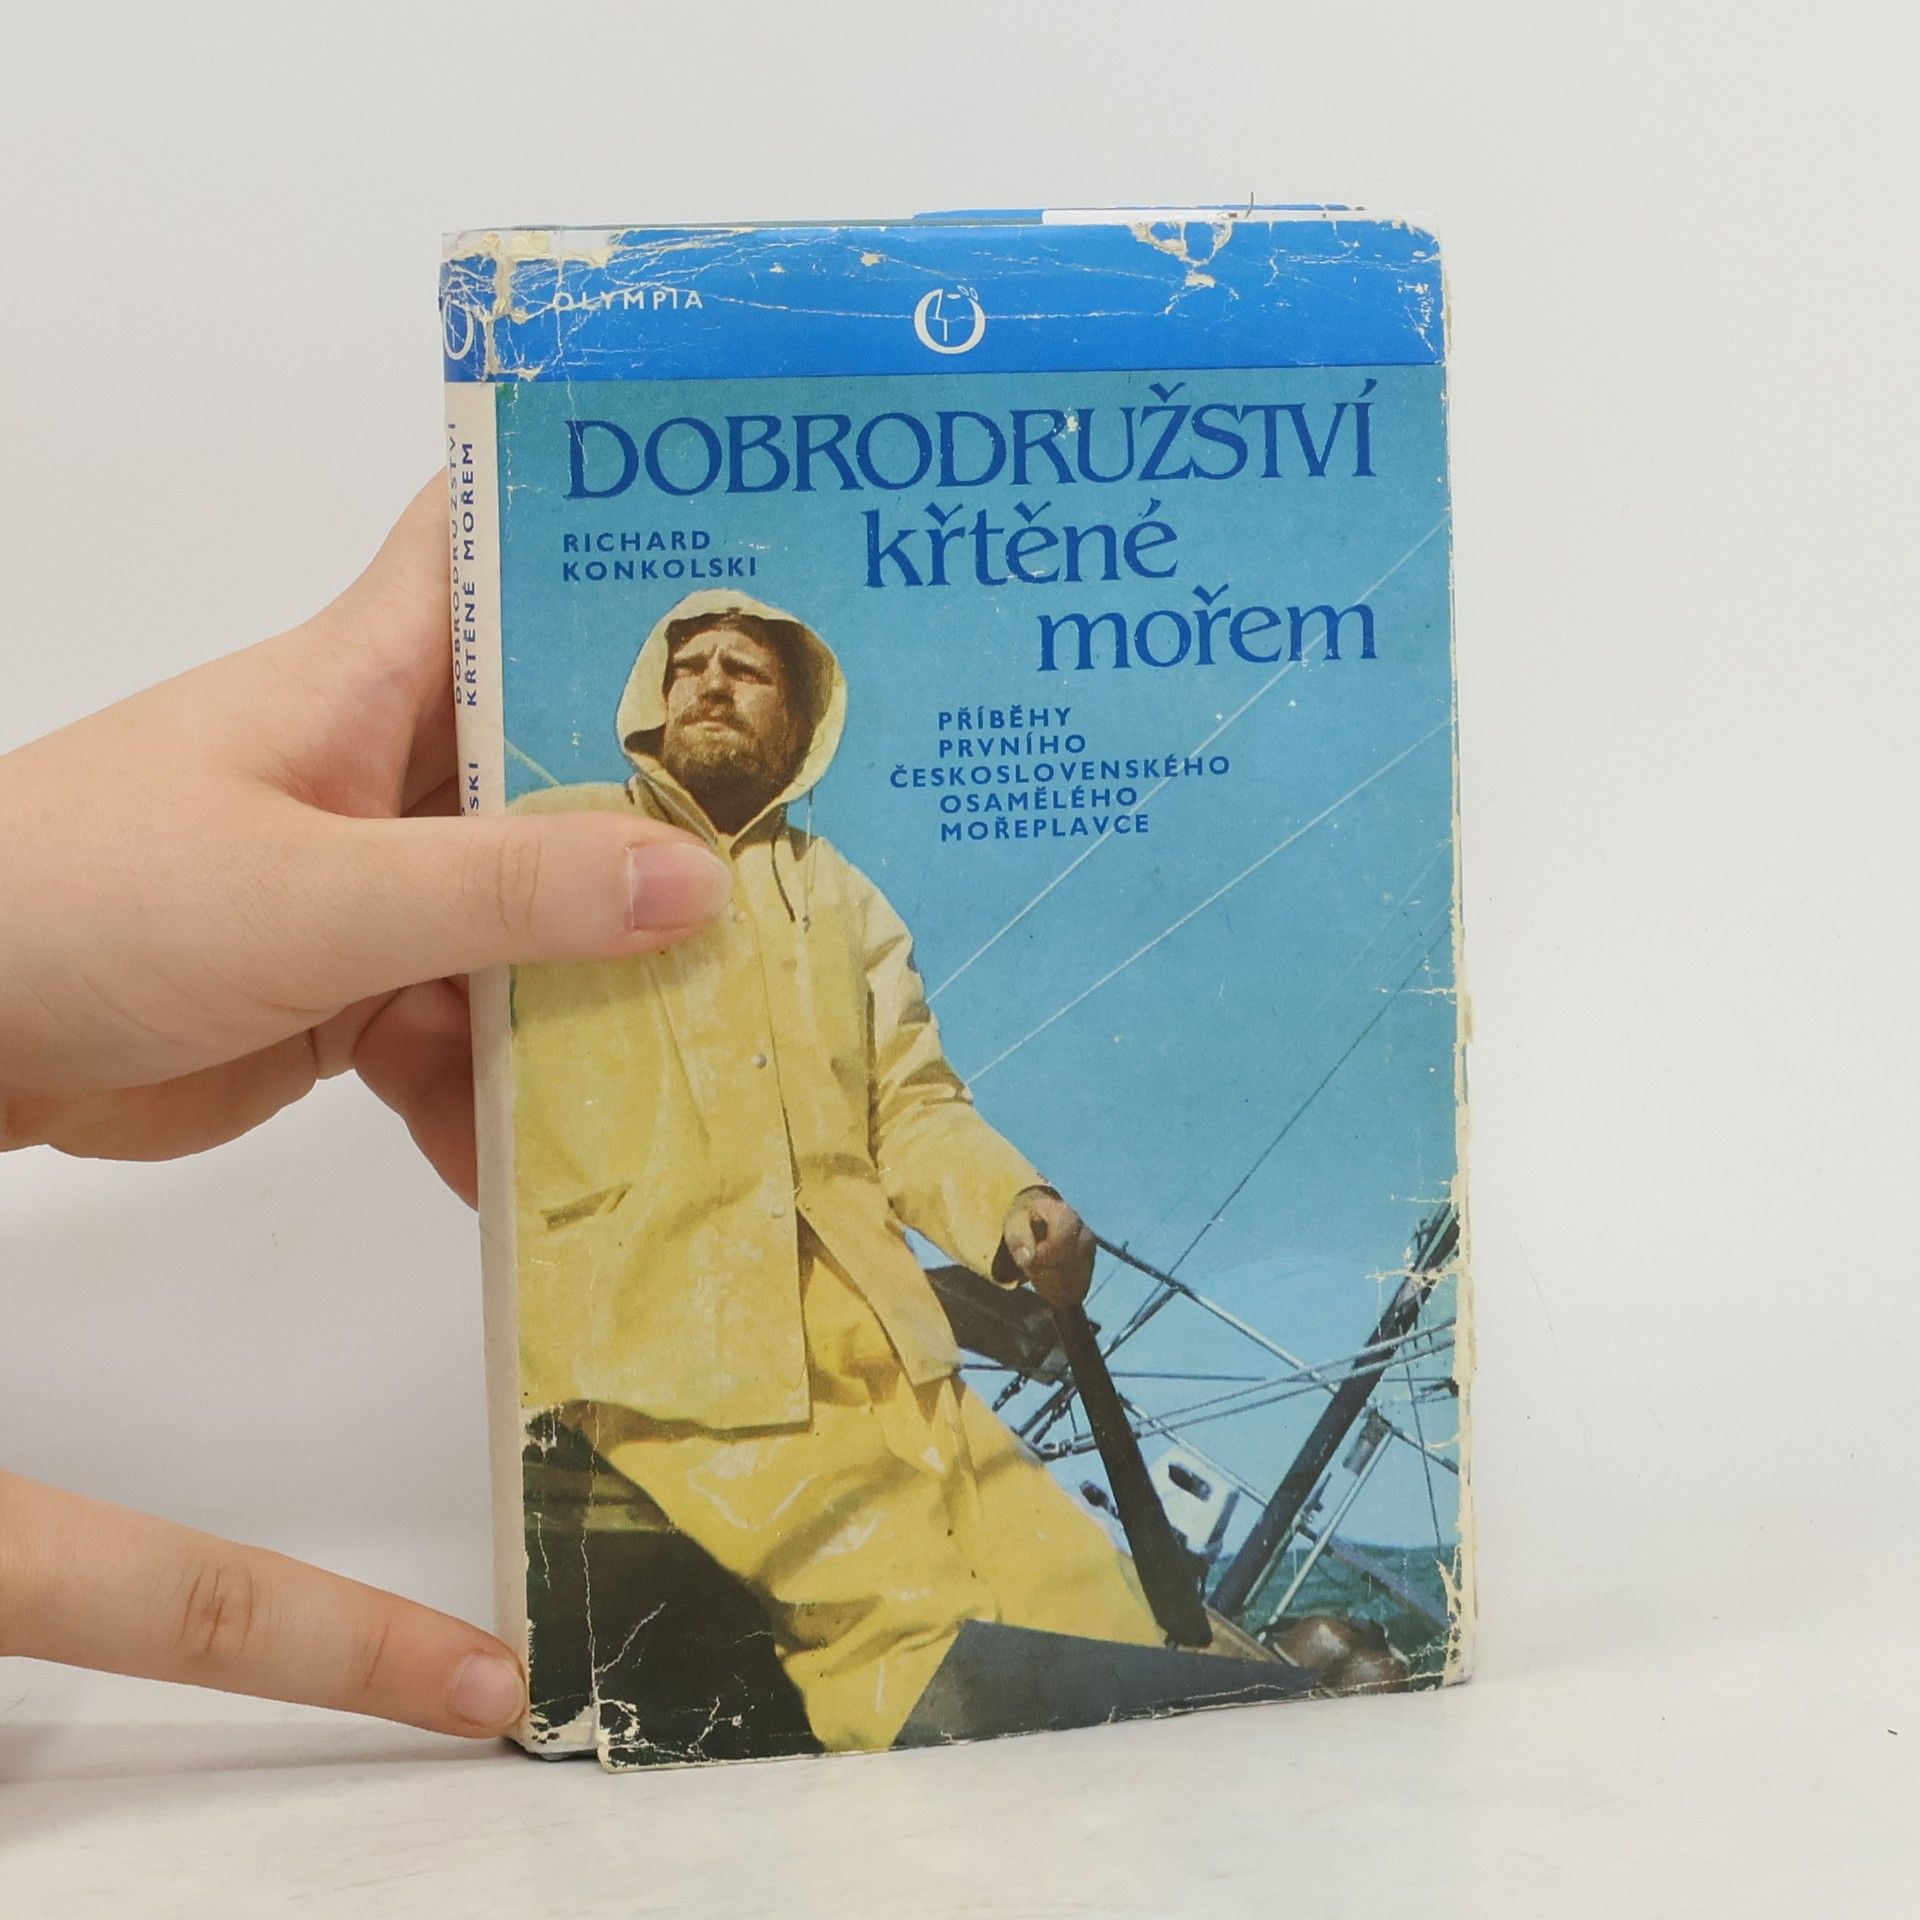 OLYMPIA
DOBRODRUŽSTVÍ
RICHARD
KONKOLSKI
křtěné
mořem
PŘÍBĚHY
PRVNÍHO
ČESKOSLOVENSKÉHO
OSAMĚLÉHO
MOŘEPLAVCE
DOBRODRUŽSTVÍ
KŘTĚNÉ MOŘEM